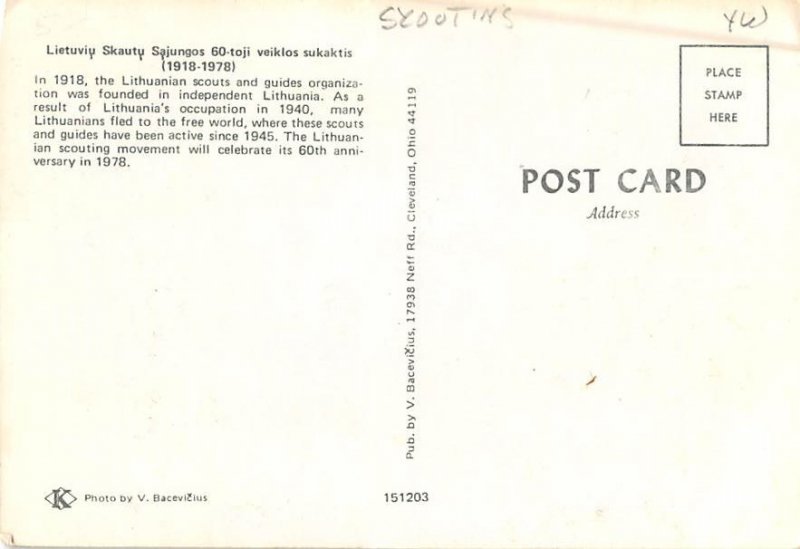 SCOUTING YW
Lietuvių Skautų Sąjungos 60-toji veiklos sukaktis
(1918-1978)
In 1918, the Lithuanian scouts and guides organiza-
tion was founded in independent Lithuania. As a
result of Lithuania's occupation in 1940, many
Lithuanians fled to the free world, where these scouts
and guides have been active since 1945. The Lithuan-
ian scouting movement will celebrate its 60th anni-
versary in 1978.
Pub. by V. Bacevičius, 17938 Neff Rd., Cleveland, Ohio 44119
PLACE
STAMP
HERE
POST CARD
Address
K Photo by V. Bacevičius
151203